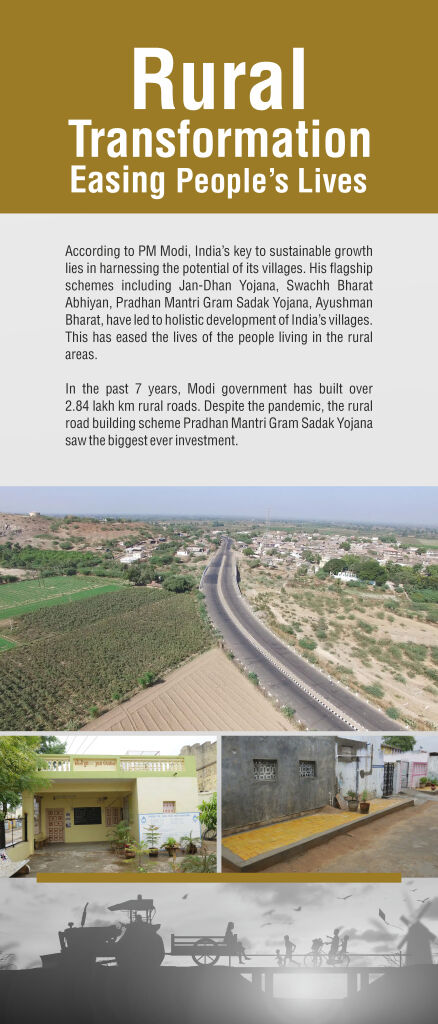 Rural
Transformation
Easing People's Lives
According to PM Modi, India's key to sustainable growth
lies in harnessing the potential of its villages. His flagship
schemes including Jan-Dhan Yojana, Swachh Bharat
Abhiyan, Pradhan Mantri Gram Sadak Yojana, Ayushman
Bharat, have led to holistic development of India's villages.
This has eased the lives of the people living in the rural
areas.
In the past 7 years, Modi government has built over
2.84 lakh km rural roads. Despite the pandemic, the rural
road building scheme Pradhan Mantri Gram Sadak Yojana
saw the biggest ever investment.